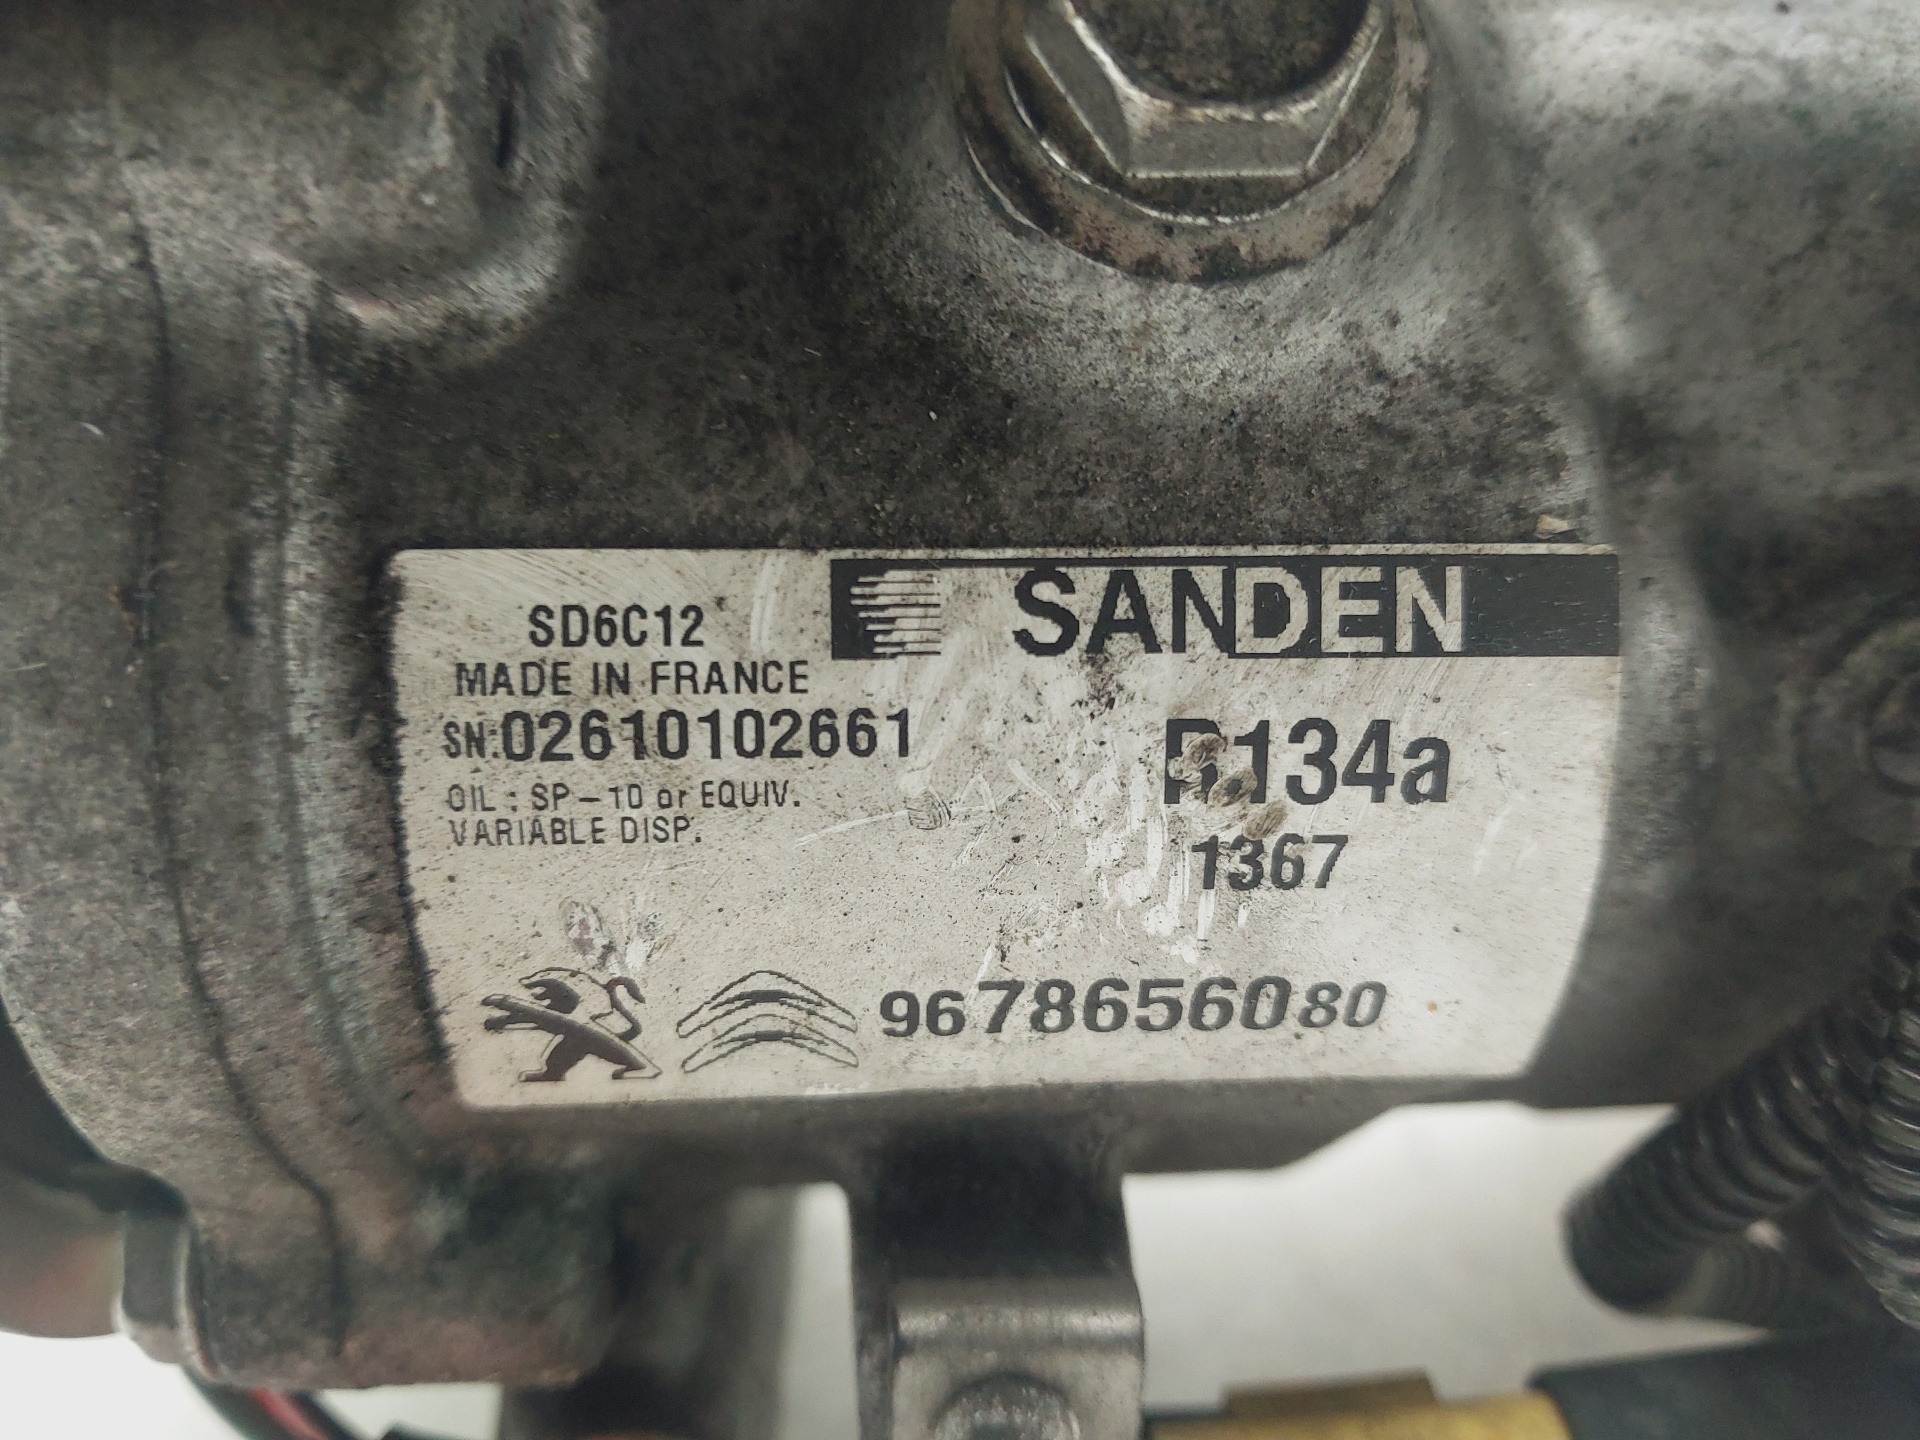 SANDEN
SD6C12
MADE IN FRANCE
SN:02610102661
R134a
OIL : SP-10 or EQUIV.
VARIABLE DISP.
1367
9678656080